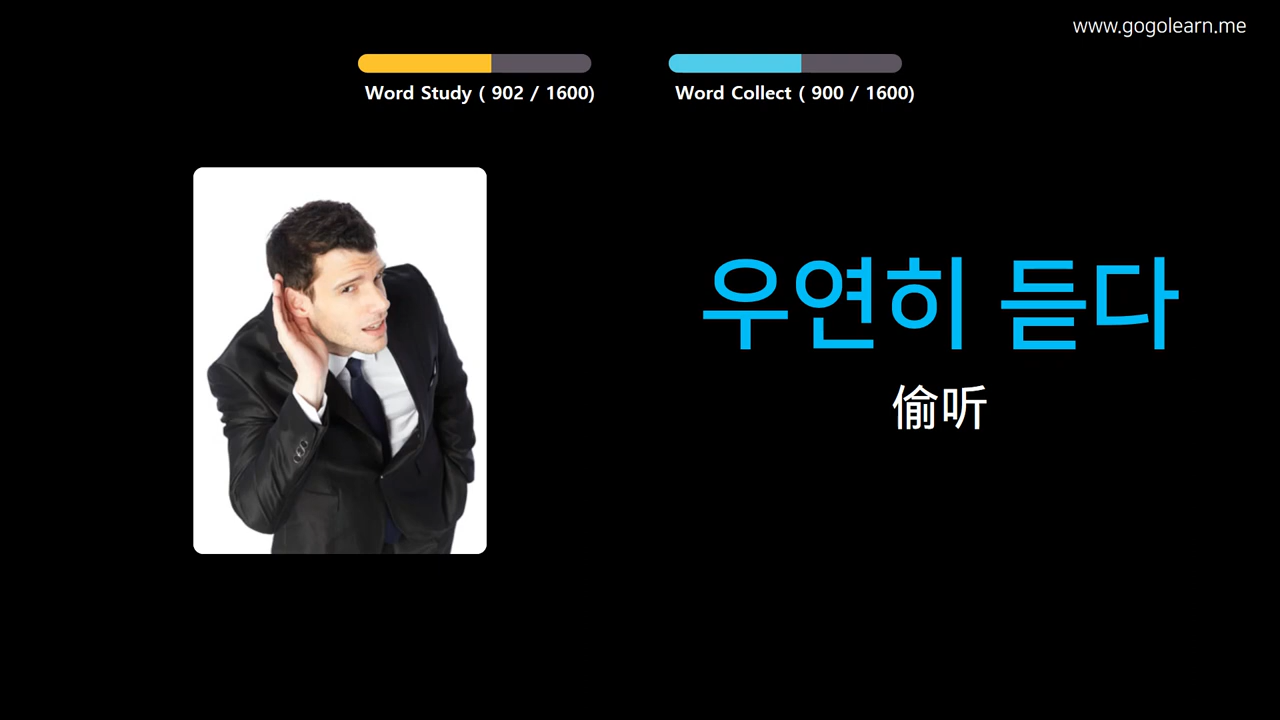 www.gogolearn.me
Word Study ( 902 / 1600)
Word Collect ( 900 / 1600)
우연히 듣다
偷听